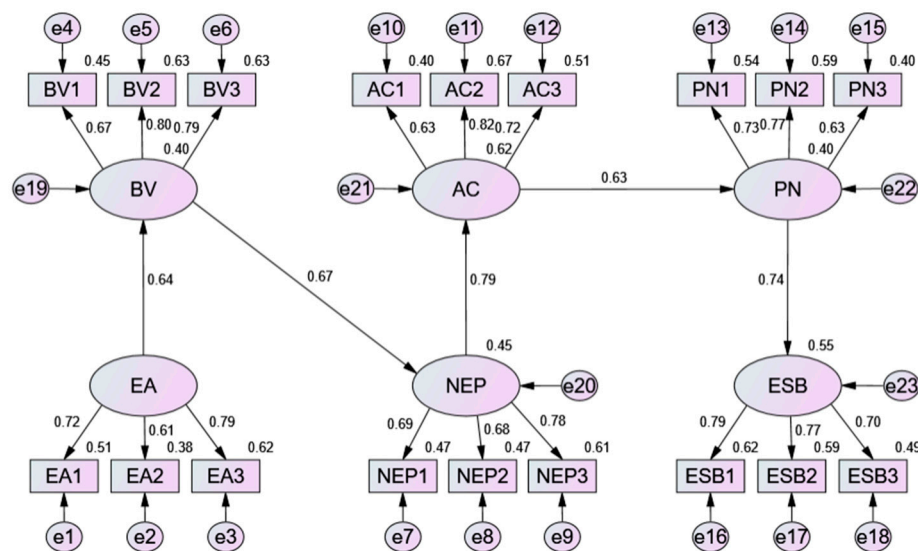 e4 e5 e6 e10 e11 e12 e13 e14 e15
0.45 0.63 0.63 0.40 0.67 0.51 0.54 0.59 0.40
BV1 BV2 BV3 AC1 AC2 AC3 PN1 PN2 PN3
0.67 0.80 0.79 0.63 0.82 0.72 0.73 0.77 0.63
0.40 0.62 0.40
e19 BV e21 AC 0.63 PN e22
0.64 0.67 0.79 0.74
0.45 0.55
EA NEP e20 ESB e23
0.72 0.61 0.79 0.69 0.68 0.78 0.79 0.77 0.70
0.51 0.38 0.62 0.47 0.47 0.61 0.62 0.59 0.49
EA1 EA2 EA3 NEP1 NEP2 NEP3 ESB1 ESB2 ESB3
e1 e2 e3 e7 e8 e9 e16 e17 e18